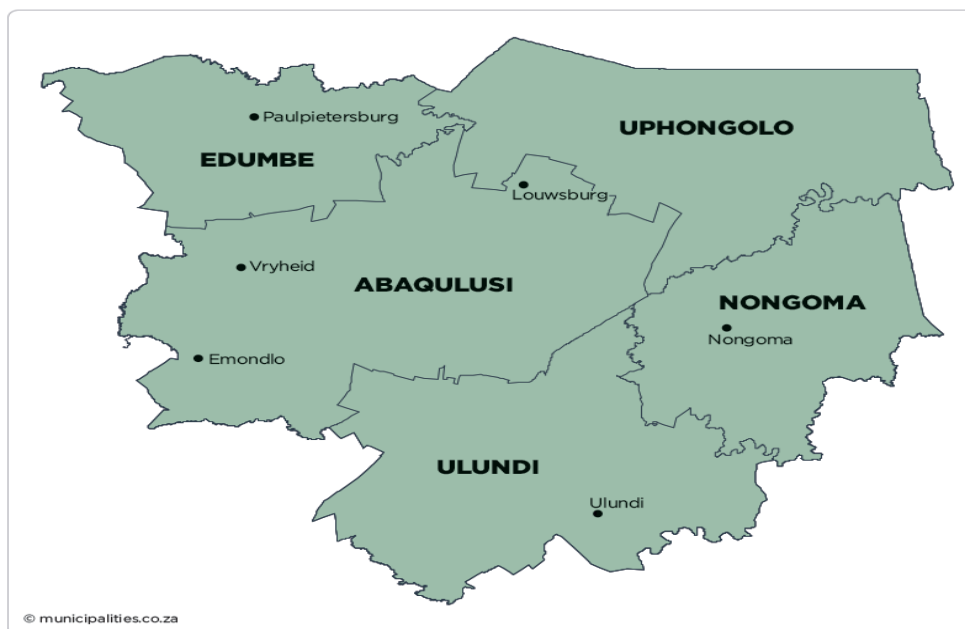 Paulpietersburg
EDUMBE
UPHONGOLO
Louwsburg
Vryheid
ABAQULUSI
NONGOMA
Nongoma
Emondlo
ULUNDI
Ulundi
© municipalities.co.za